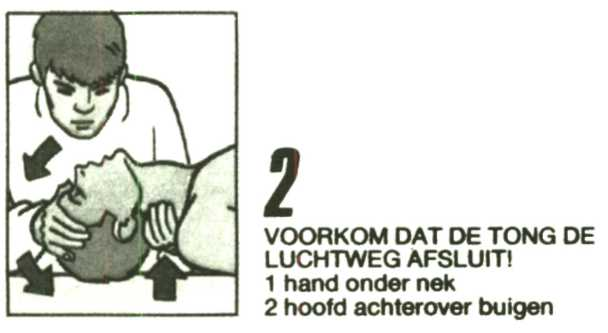 2
VOORKOM DAT DE TONG DE
LUCHTWEG AFSLUIT!
1 hand onder nek
2 hoofd achterover buigen